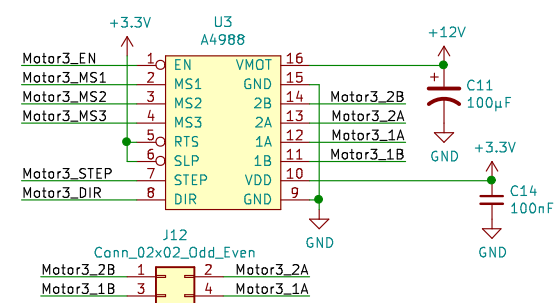 U3
A4988
+3.3V
+12V
Motor3_EN 1 EN VMOT 16
Motor3_MS1 2 MS1 GND 15
Motor3_MS2 3 MS2 2B 14 Motor3_2B
Motor3_MS3 4 MS3 2A 13 Motor3_2A
5 RTS 1A 12 Motor3_1A
6 SLP 1B 11 Motor3_1B
Motor3_STEP 7 STEP VDD 10
Motor3_DIR 8 DIR GND 9
+
C11
100µF
GND
+3.3V
C14
100nF
GND
GND
J12
Conn_02x02_Odd_Even
Motor3_2B 1 2 Motor3_2A
Motor3_1B 3 4 Motor3_1A